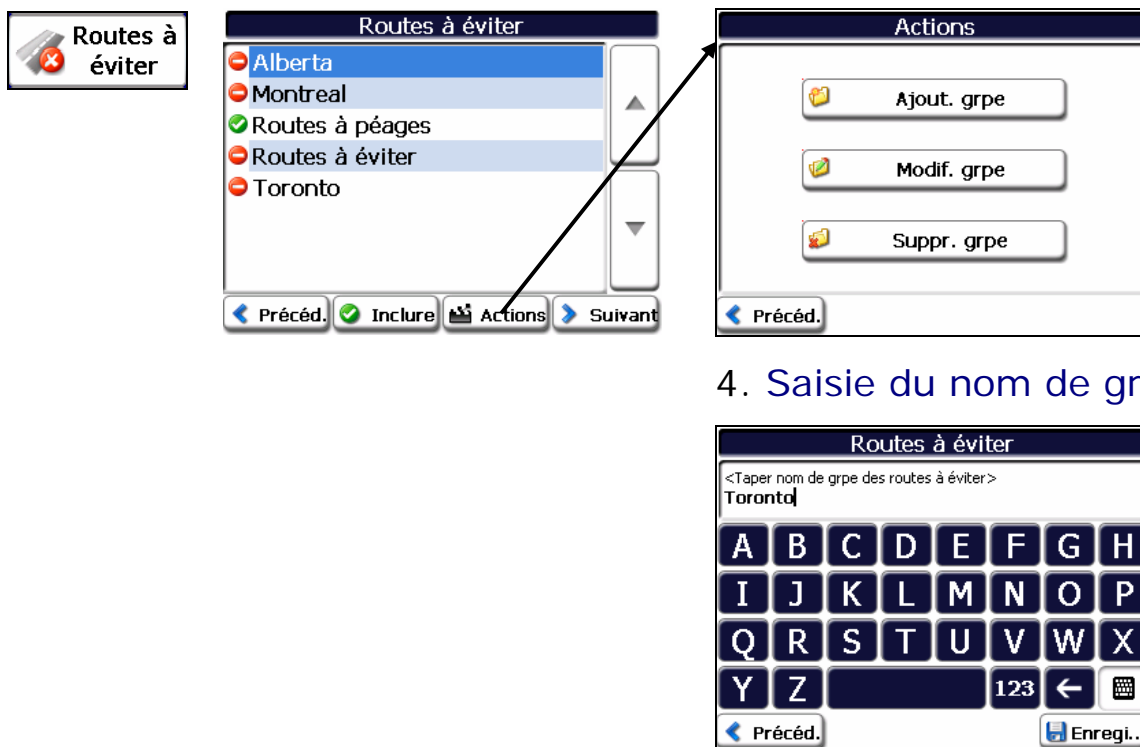 Routes à
éviter
Routes à éviter
Alberta
Montreal
Routes à péages
Routes à éviter
Toronto
Précéd. Inclure Actions Suivant
Actions
Ajout. grpe
Modif. grpe
Suppr. grpe
Précéd.
4. Saisie du nom de gr
Routes à éviter
<Taper nom de grpe des routes à éviter>
Toronto
A B C D E F G H
I J K L M N O P
Q R S T U V W X
Y Z 123
Précéd. Enregi..